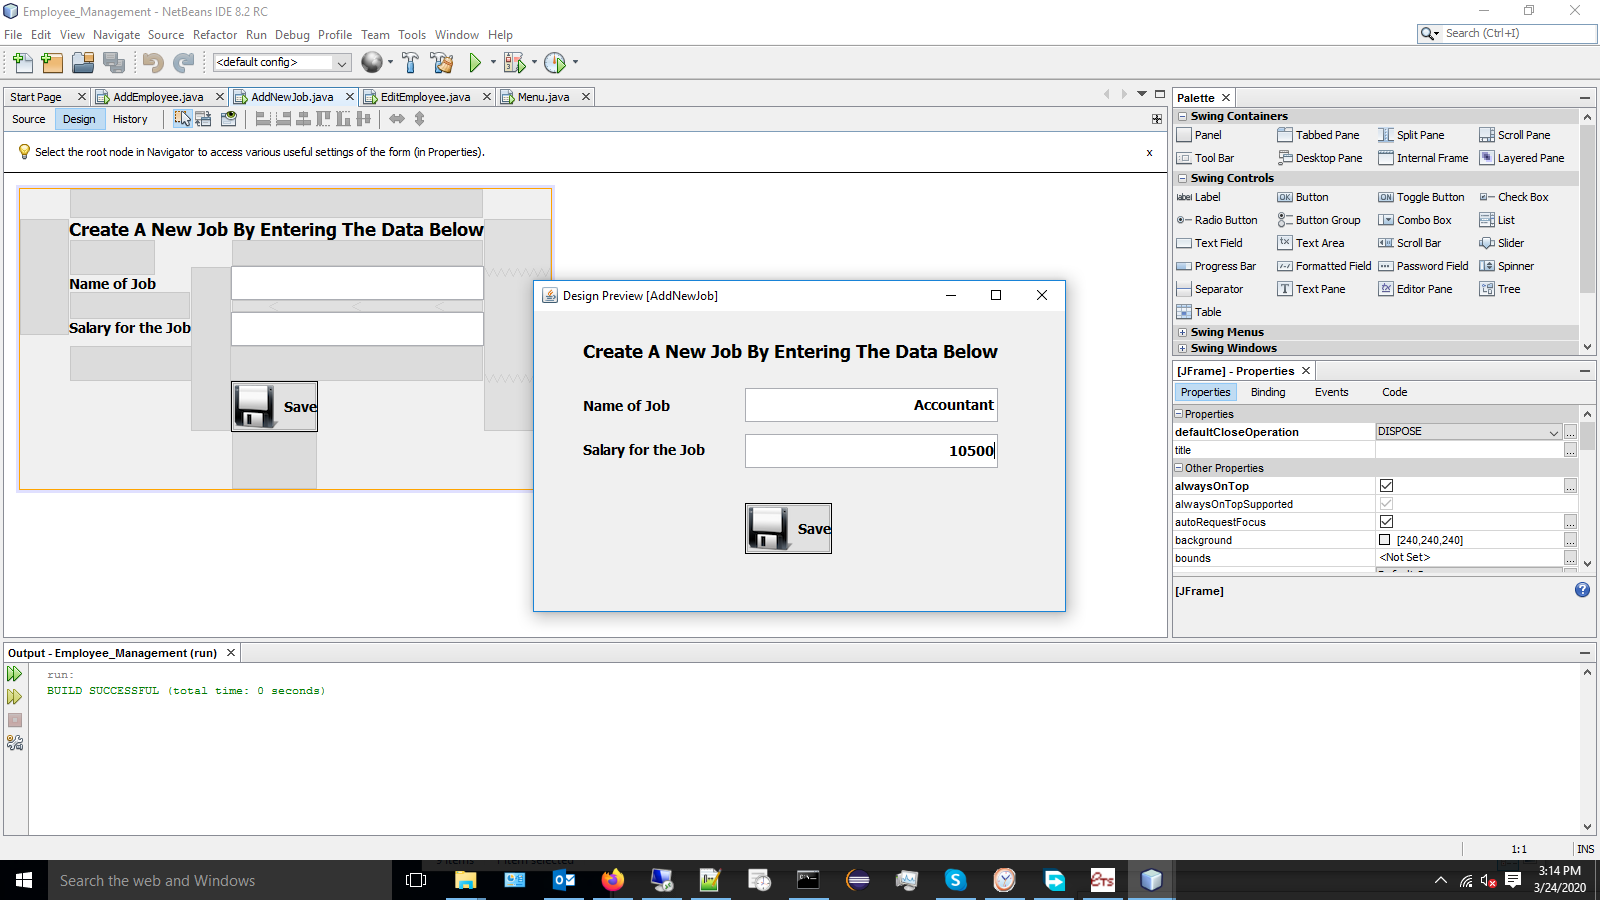 Employee_Management - NetBeans IDE 8.2 RC
File Edit View Navigate Source Refactor Run Debug Profile Team Tools Window Help
Search (Ctrl+I)
<default config>
Start Page
AddEmployee.java
AddNewJob.java
EditEmployee.java
Menu.java
Source Design History
Select the root node in Navigator to access various useful settings of the form (in Properties).
x
Create A New Job By Entering The Data Below
Name of Job
Salary for the Job
Save
Design Preview [AddNewJob]
Create A New Job By Entering The Data Below
Name of Job
Accountant
Salary for the Job
10500
Save
Palette
Swing Containers
Panel Tabbed Pane Split Pane Scroll Pane
Tool Bar Desktop Pane Internal Frame Layered Pane
Swing Controls
Label Button Toggle Button Check Box
Radio Button Button Group Combo Box List
Text Field Text Area Scroll Bar Slider
Progress Bar Formatted Field Password Field Spinner
Separator Text Pane Editor Pane Tree
Table
Swing Menus
Swing Windows
[JFrame] - Properties
Properties Binding Events Code
Properties
defaultCloseOperation DISPOSE
title
Other Properties
alwaysOnTop
alwaysOnTopSupported
autoRequestFocus
background [240,240,240]
bounds <Not Set>
[JFrame]
Output - Employee_Management (run)
run:
BUILD SUCCESSFUL (total time: 0 seconds)
1:1 INS
Search the web and Windows
3:14 PM
3/24/2020